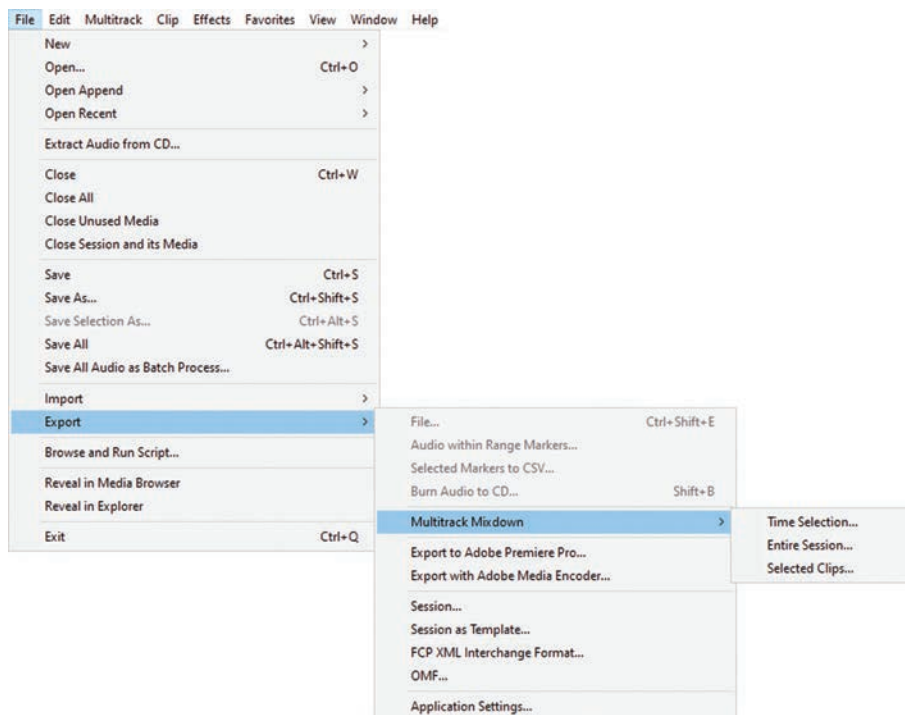 File Edit Multitrack Clip Effects Favorites View Window Help
New >
Open... Ctrl+O
Open Append >
Open Recent >
Extract Audio from CD...
Close Ctrl+W
Close All
Close Unused Media
Close Session and its Media
Save Ctrl+S
Save As... Ctrl+Shift+S
Save Selection As... Ctrl+Alt+S
Save All Ctrl+Alt+Shift+S
Save All Audio as Batch Process...
Import >
Export >
Browse and Run Script...
Reveal in Media Browser
Reveal in Explorer
Exit Ctrl+Q
File... Ctrl+Shift+E
Audio within Range Markers...
Selected Markers to CSV...
Burn Audio to CD... Shift+B
Multitrack Mixdown >
Export to Adobe Premiere Pro...
Export with Adobe Media Encoder...
Session...
Session as Template...
FCP XML Interchange Format...
OMF...
Application Settings...
Time Selection...
Entire Session...
Selected Clips...